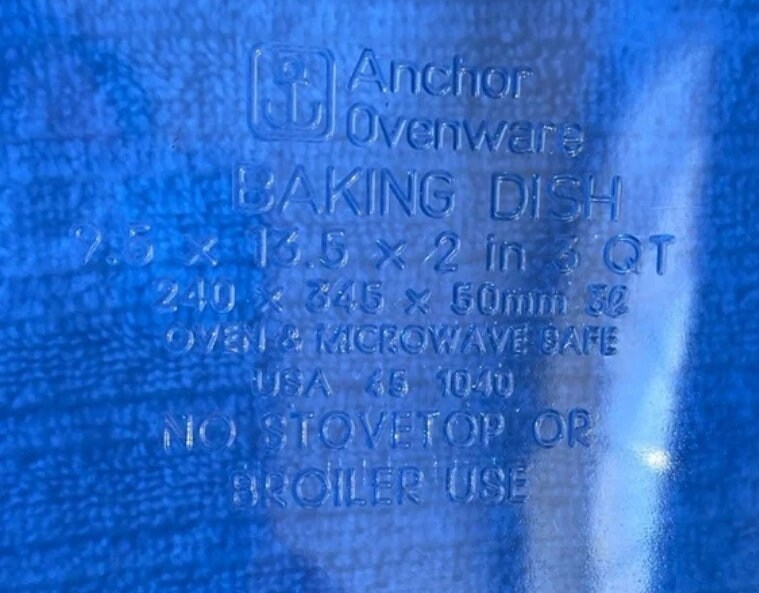 Anchor
Ovenware
BAKING DISH
9.5 x 13.5 x 2 in 3 QT
240 x 345 x 50mm 3ℓ
OVEN & MICROWAVE SAFE
USA 1040
NO STOVETOP OR
BROILER USE